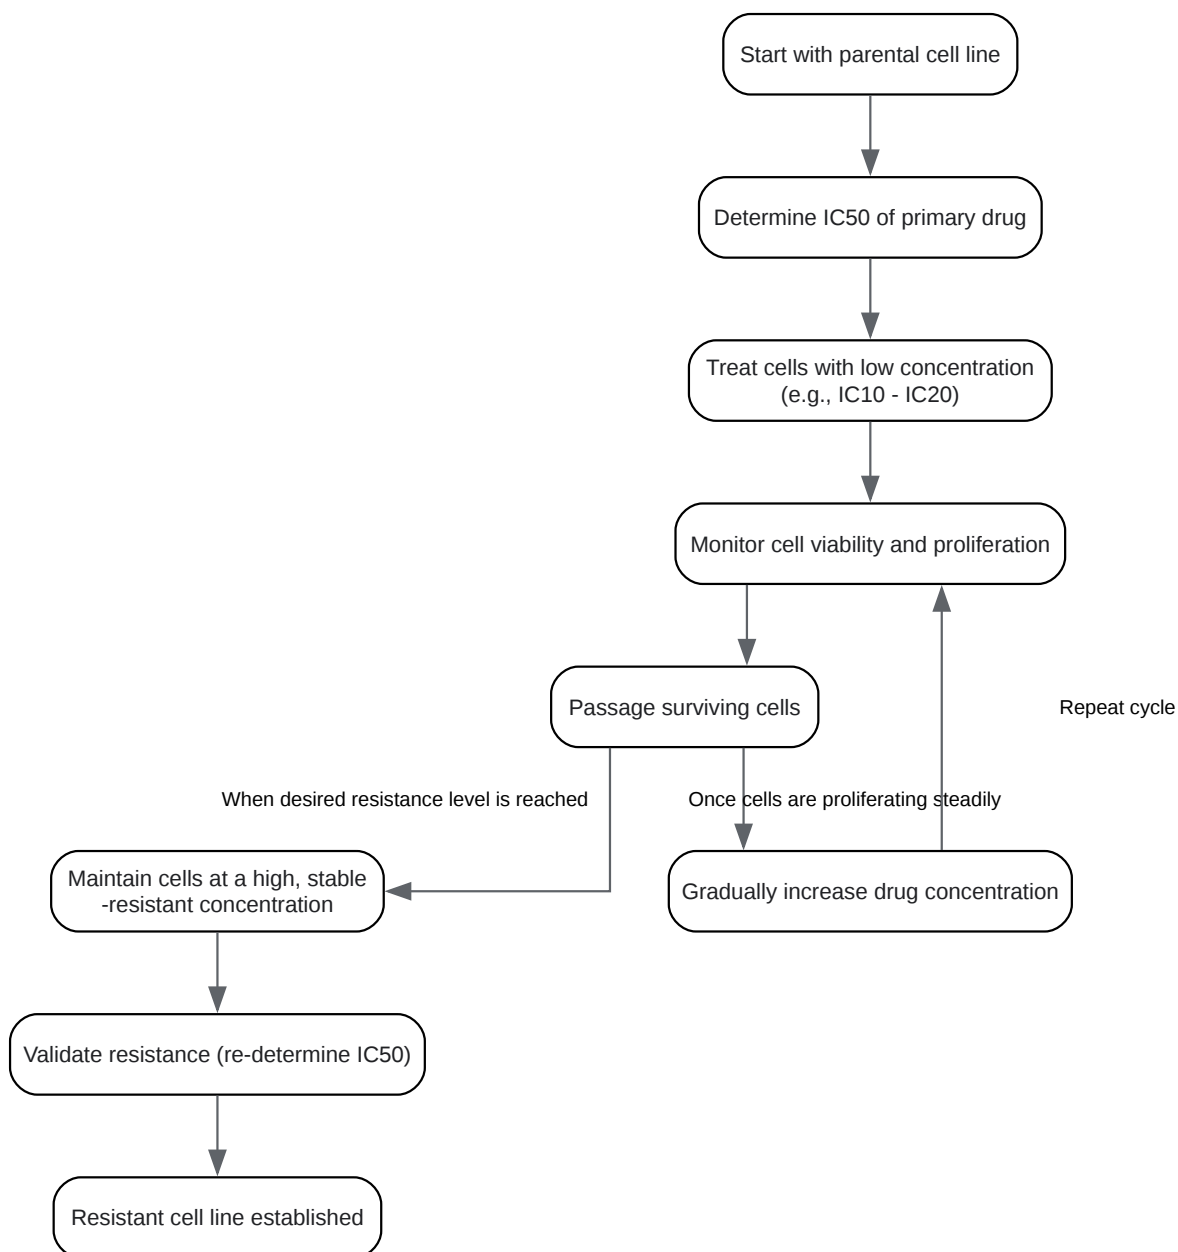 Start with parental cell line
Determine IC50 of primary drug
Treat cells with low concentration
(e.g., IC10 - IC20)
Monitor cell viability and proliferation
Passage surviving cells
Repeat cycle
When desired resistance level is reached
Once cells are proliferating steadily
Maintain cells at a high, stable
-resistant concentration
Gradually increase drug concentration
Validate resistance (re-determine IC50)
Resistant cell line established